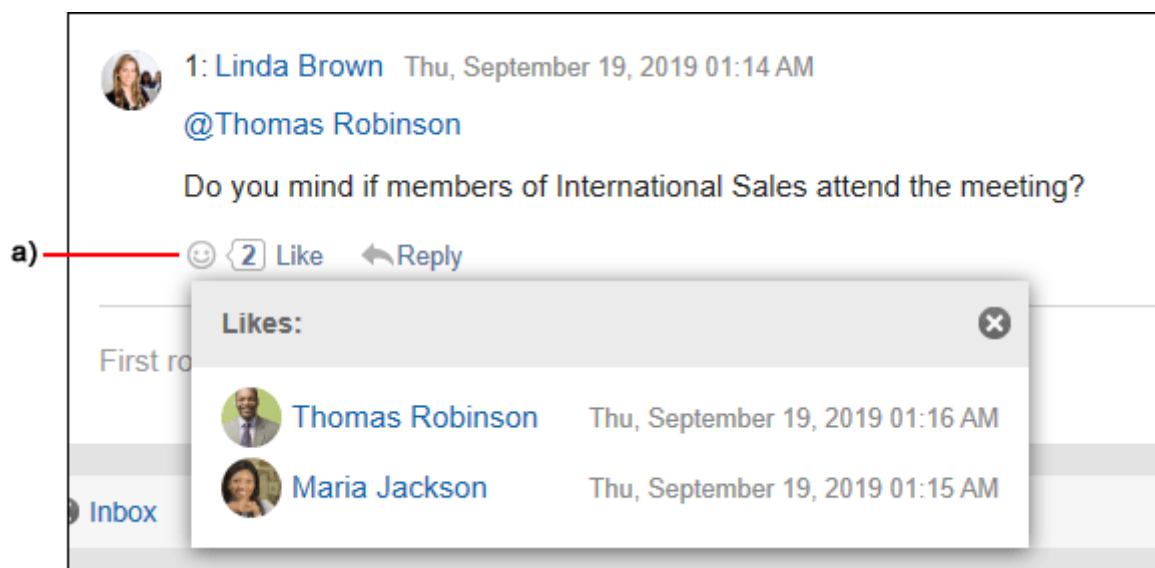 1: Linda Brown Thu, September 19, 2019 01:14 AM
@Thomas Robinson
Do you mind if members of International Sales attend the meeting?
a) 2 Like Reply
Likes:
First
Thomas Robinson Thu, September 19, 2019 01:16 AM
Maria Jackson Thu, September 19, 2019 01:15 AM
Inbox